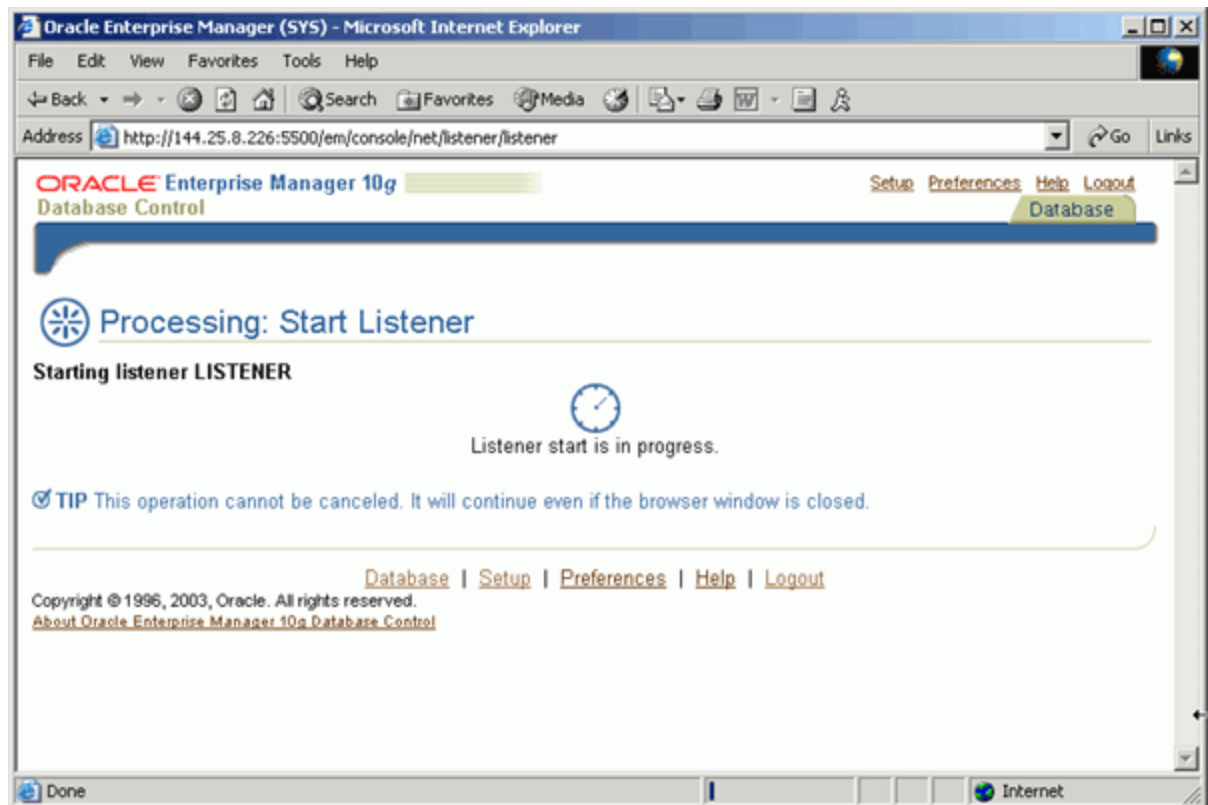 Oracle Enterprise Manager (SYS) - Microsoft Internet Explorer
File Edit View Favorites Tools Help
Back Search Favorites Media
Address http://144.25.8.226:5500/em/console/net/listener/listener Go Links
ORACLE Enterprise Manager 10g
Setup Preferences Help Logout
Database Control
Database
Processing: Start Listener
Starting listener LISTENER
Listener start is in progress.
TIP This operation cannot be canceled. It will continue even if the browser window is closed.
Database | Setup | Preferences | Help | Logout
Copyright © 1996, 2003, Oracle. All rights reserved.
About Oracle Enterprise Manager 10g Database Control
Done Internet